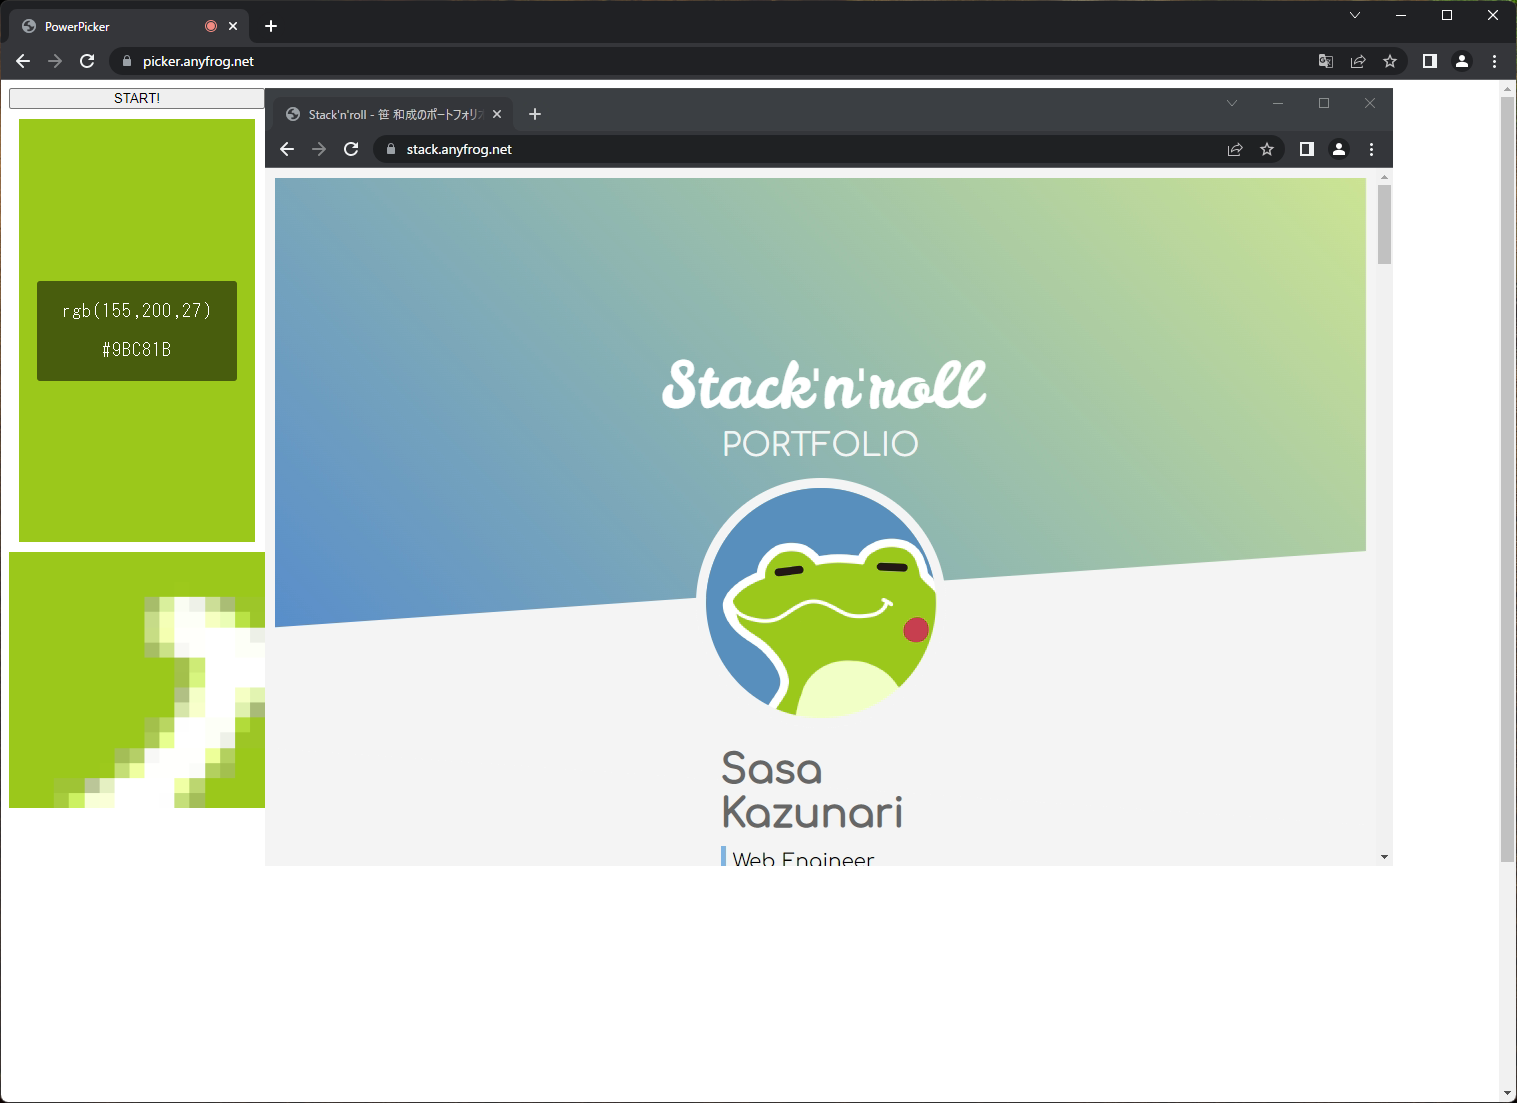 PowerPicker
picker.anyfrog.net
START!
rgb(155,200,27)
#9BC81B
Stack'n'roll - 笹 和成のポートフォリオ
stack.anyfrog.net
Stack'n'roll
PORTFOLIO
Sasa
Kazunari
Web Engineer